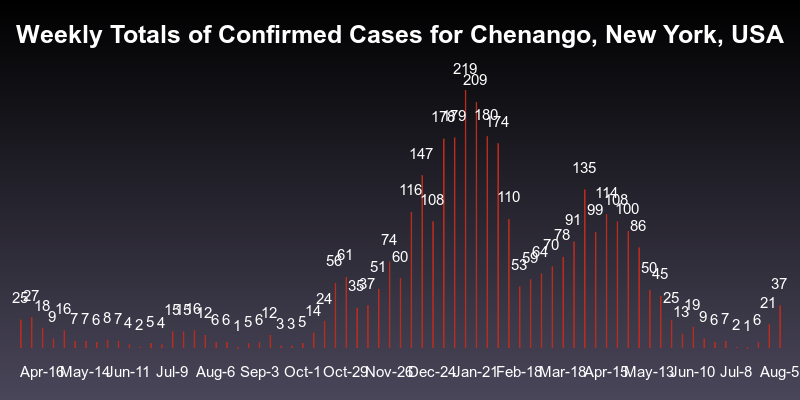 Weekly Totals of Confirmed Cases for Chenango, New York, USA
25 27 18 9 16 7 7 6 8 7 4 2 5 4 15 15 16 12 6 6 1 5 6 12 3 3 5 14 24 56 61 35 37 51 74 60 116 147 108 178 179 219 209 180 174 110 53 59 64 70 78 91 135 99 114 108 100 86 50 45 25 13 19 9 6 7 2 1 6 21 37
Apr-16 May-14 Jun-11 Jul-9 Aug-6 Sep-3 Oct-1 Oct-29 Nov-26 Dec-24 Jan-21 Feb-18 Mar-18 Apr-15 May-13 Jun-10 Jul-8 Aug-5